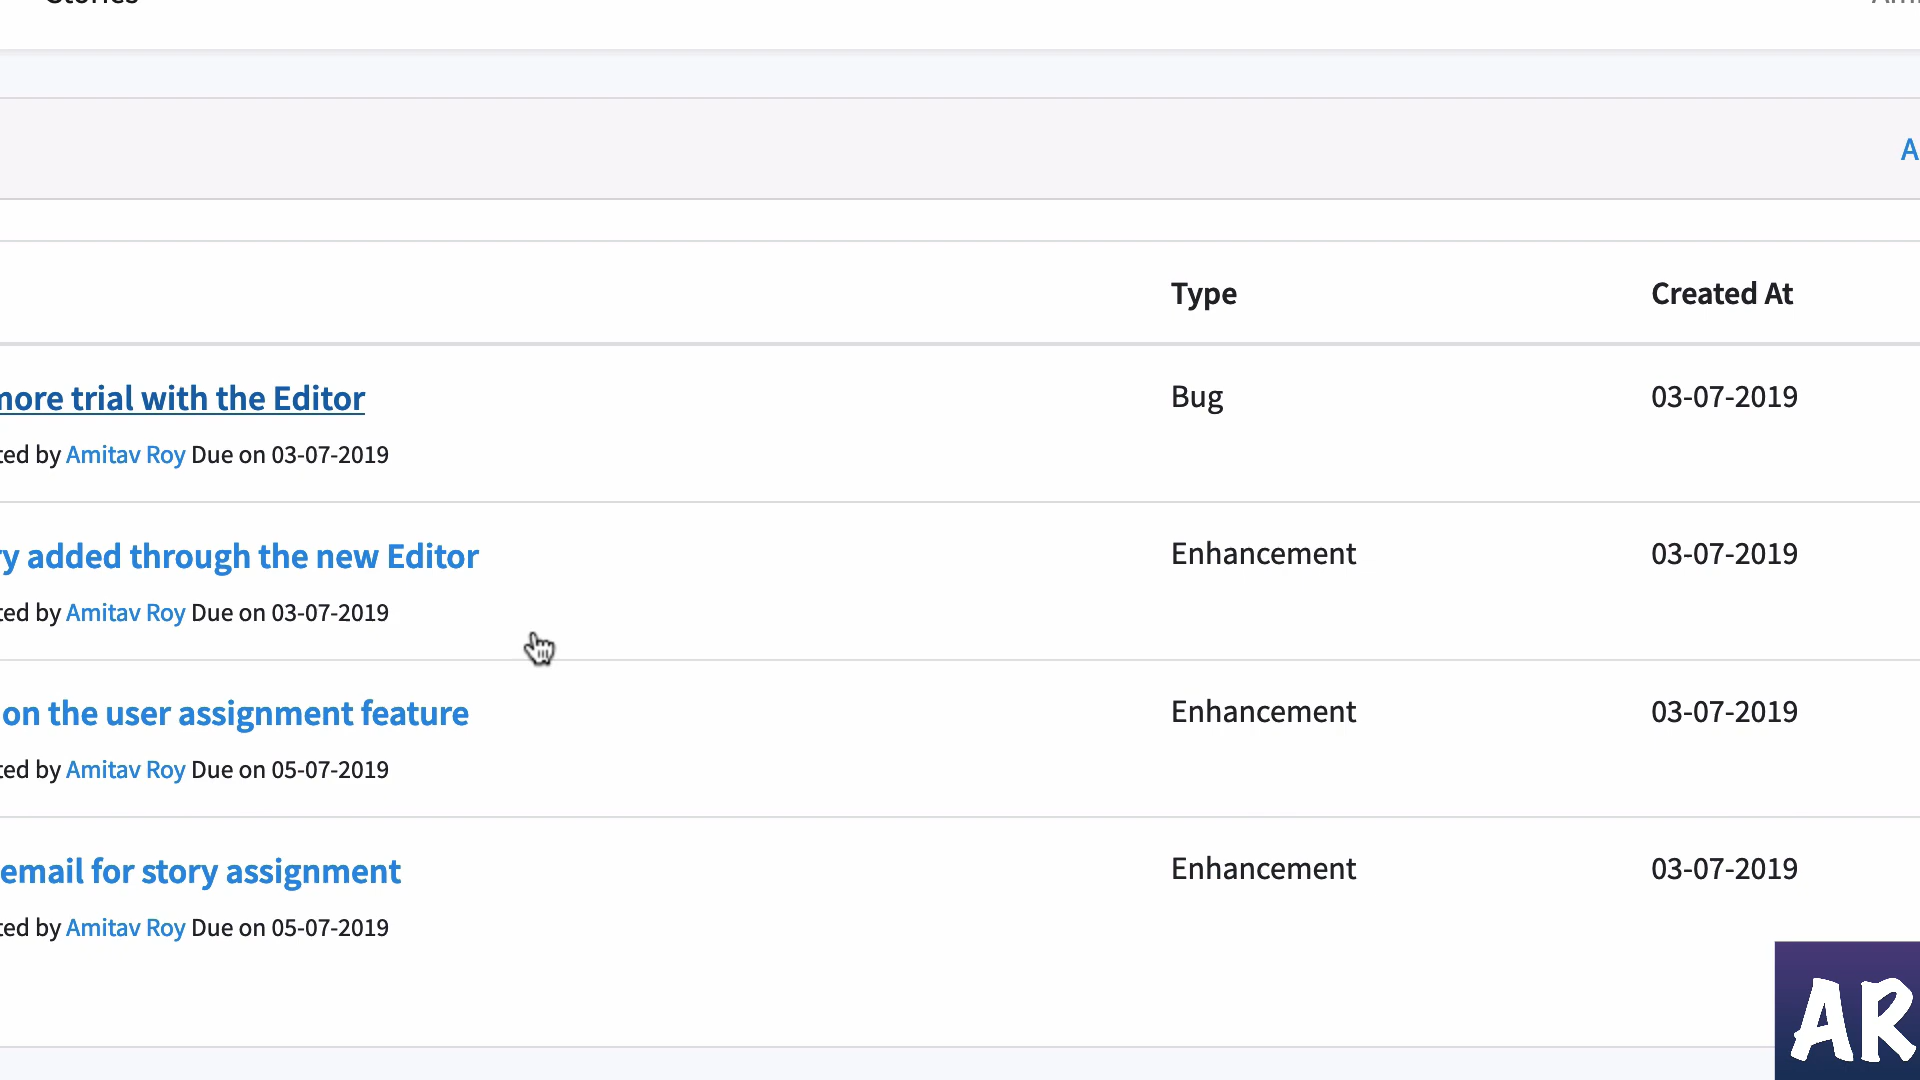 Stories
A
Type Created At
more trial with the Editor Bug 03-07-2019
ted by Amitav Roy Due on 03-07-2019
ry added through the new Editor Enhancement 03-07-2019
ted by Amitav Roy Due on 03-07-2019
on the user assignment feature Enhancement 03-07-2019
ted by Amitav Roy Due on 05-07-2019
email for story assignment Enhancement 03-07-2019
ted by Amitav Roy Due on 05-07-2019
AR